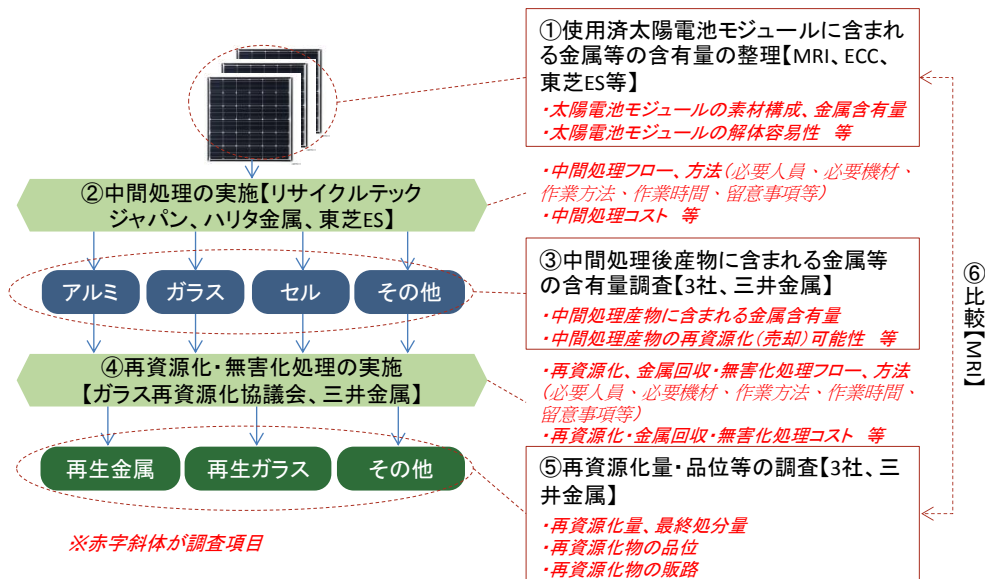 ①使用済太陽電池モジュールに含まれ
る金属等の含有量の整理【MRI、ECC、
東芝ES等】
・太陽電池モジュールの素材構成、金属含有量
・太陽電池モジュールの解体容易性　等
②中間処理の実施【リサイクルテック
ジャパン、ハリタ金属、東芝ES】
・中間処理フロー、方法（必要人員、必要機材、
作業方法、作業時間、留意事項等）
・中間処理コスト　等
アルミ
ガラス
セル
その他
③中間処理後産物に含まれる金属等
の含有量調査【3社、三井金属】
・中間処理産物に含まれる金属含有量
・中間処理産物の再資源化（売却）可能性　等
⑥比較【MRI】
④再資源化・無害化処理の実施
【ガラス再資源化協議会、三井金属】
・再資源化、金属回収・無害化処理フロー、方法
（必要人員、必要機材、作業方法、作業時間、
留意事項等）
・再資源化・金属回収・無害化処理コスト　等
再生金属
再生ガラス
その他
⑤再資源化量・品位等の調査【3社、三
井金属】
・再資源化量、最終処分量
・再資源化物の品位
・再資源化物の販路
※赤字斜体が調査項目